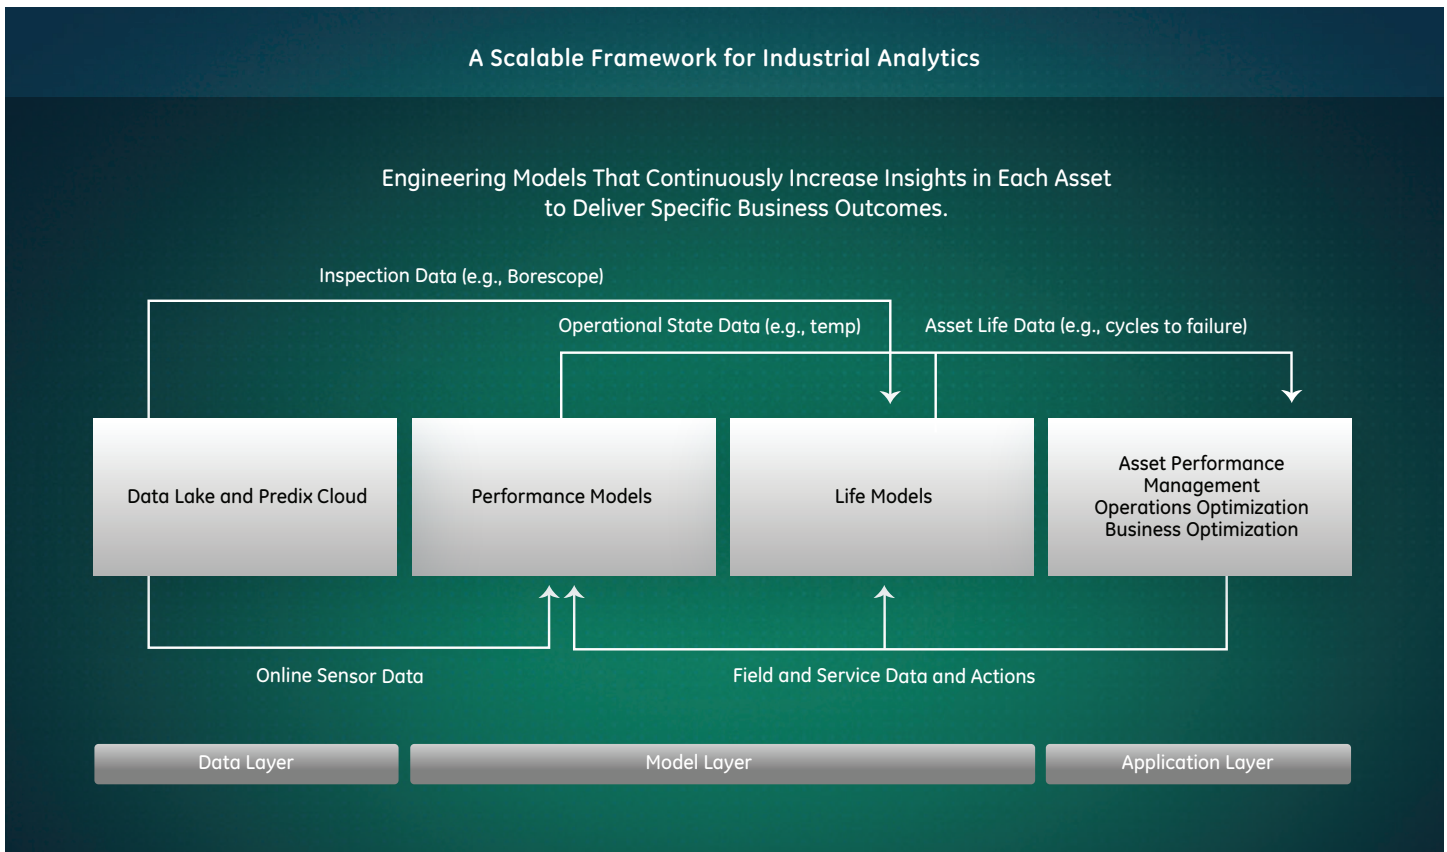 A Scalable Framework for Industrial Analytics
Engineering Models That Continuously Increase Insights in Each Asset
to Deliver Specific Business Outcomes.
Inspection Data (e.g., Borescope)
Operational State Data (e.g., temp)
Asset Life Data (e.g., cycles to failure)
Data Lake and Predix Cloud
Performance Models
Life Models
Asset Performance
Management
Operations Optimization
Business Optimization
Online Sensor Data
Field and Service Data and Actions
Data Layer
Model Layer
Application Layer